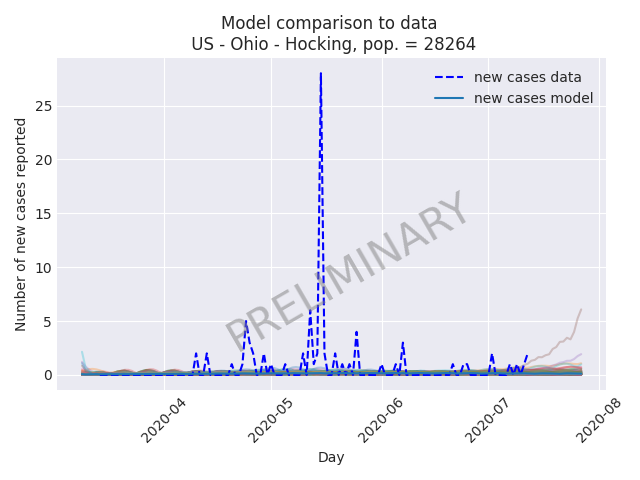 Model comparison to data
US - Ohio - Hocking, pop. = 28264
new cases data
new cases model
Number of new cases reported
25
20
15
10
5
0
PRELIMINARY
2020-04
2020-05
2020-06
2020-07
2020-08
Day